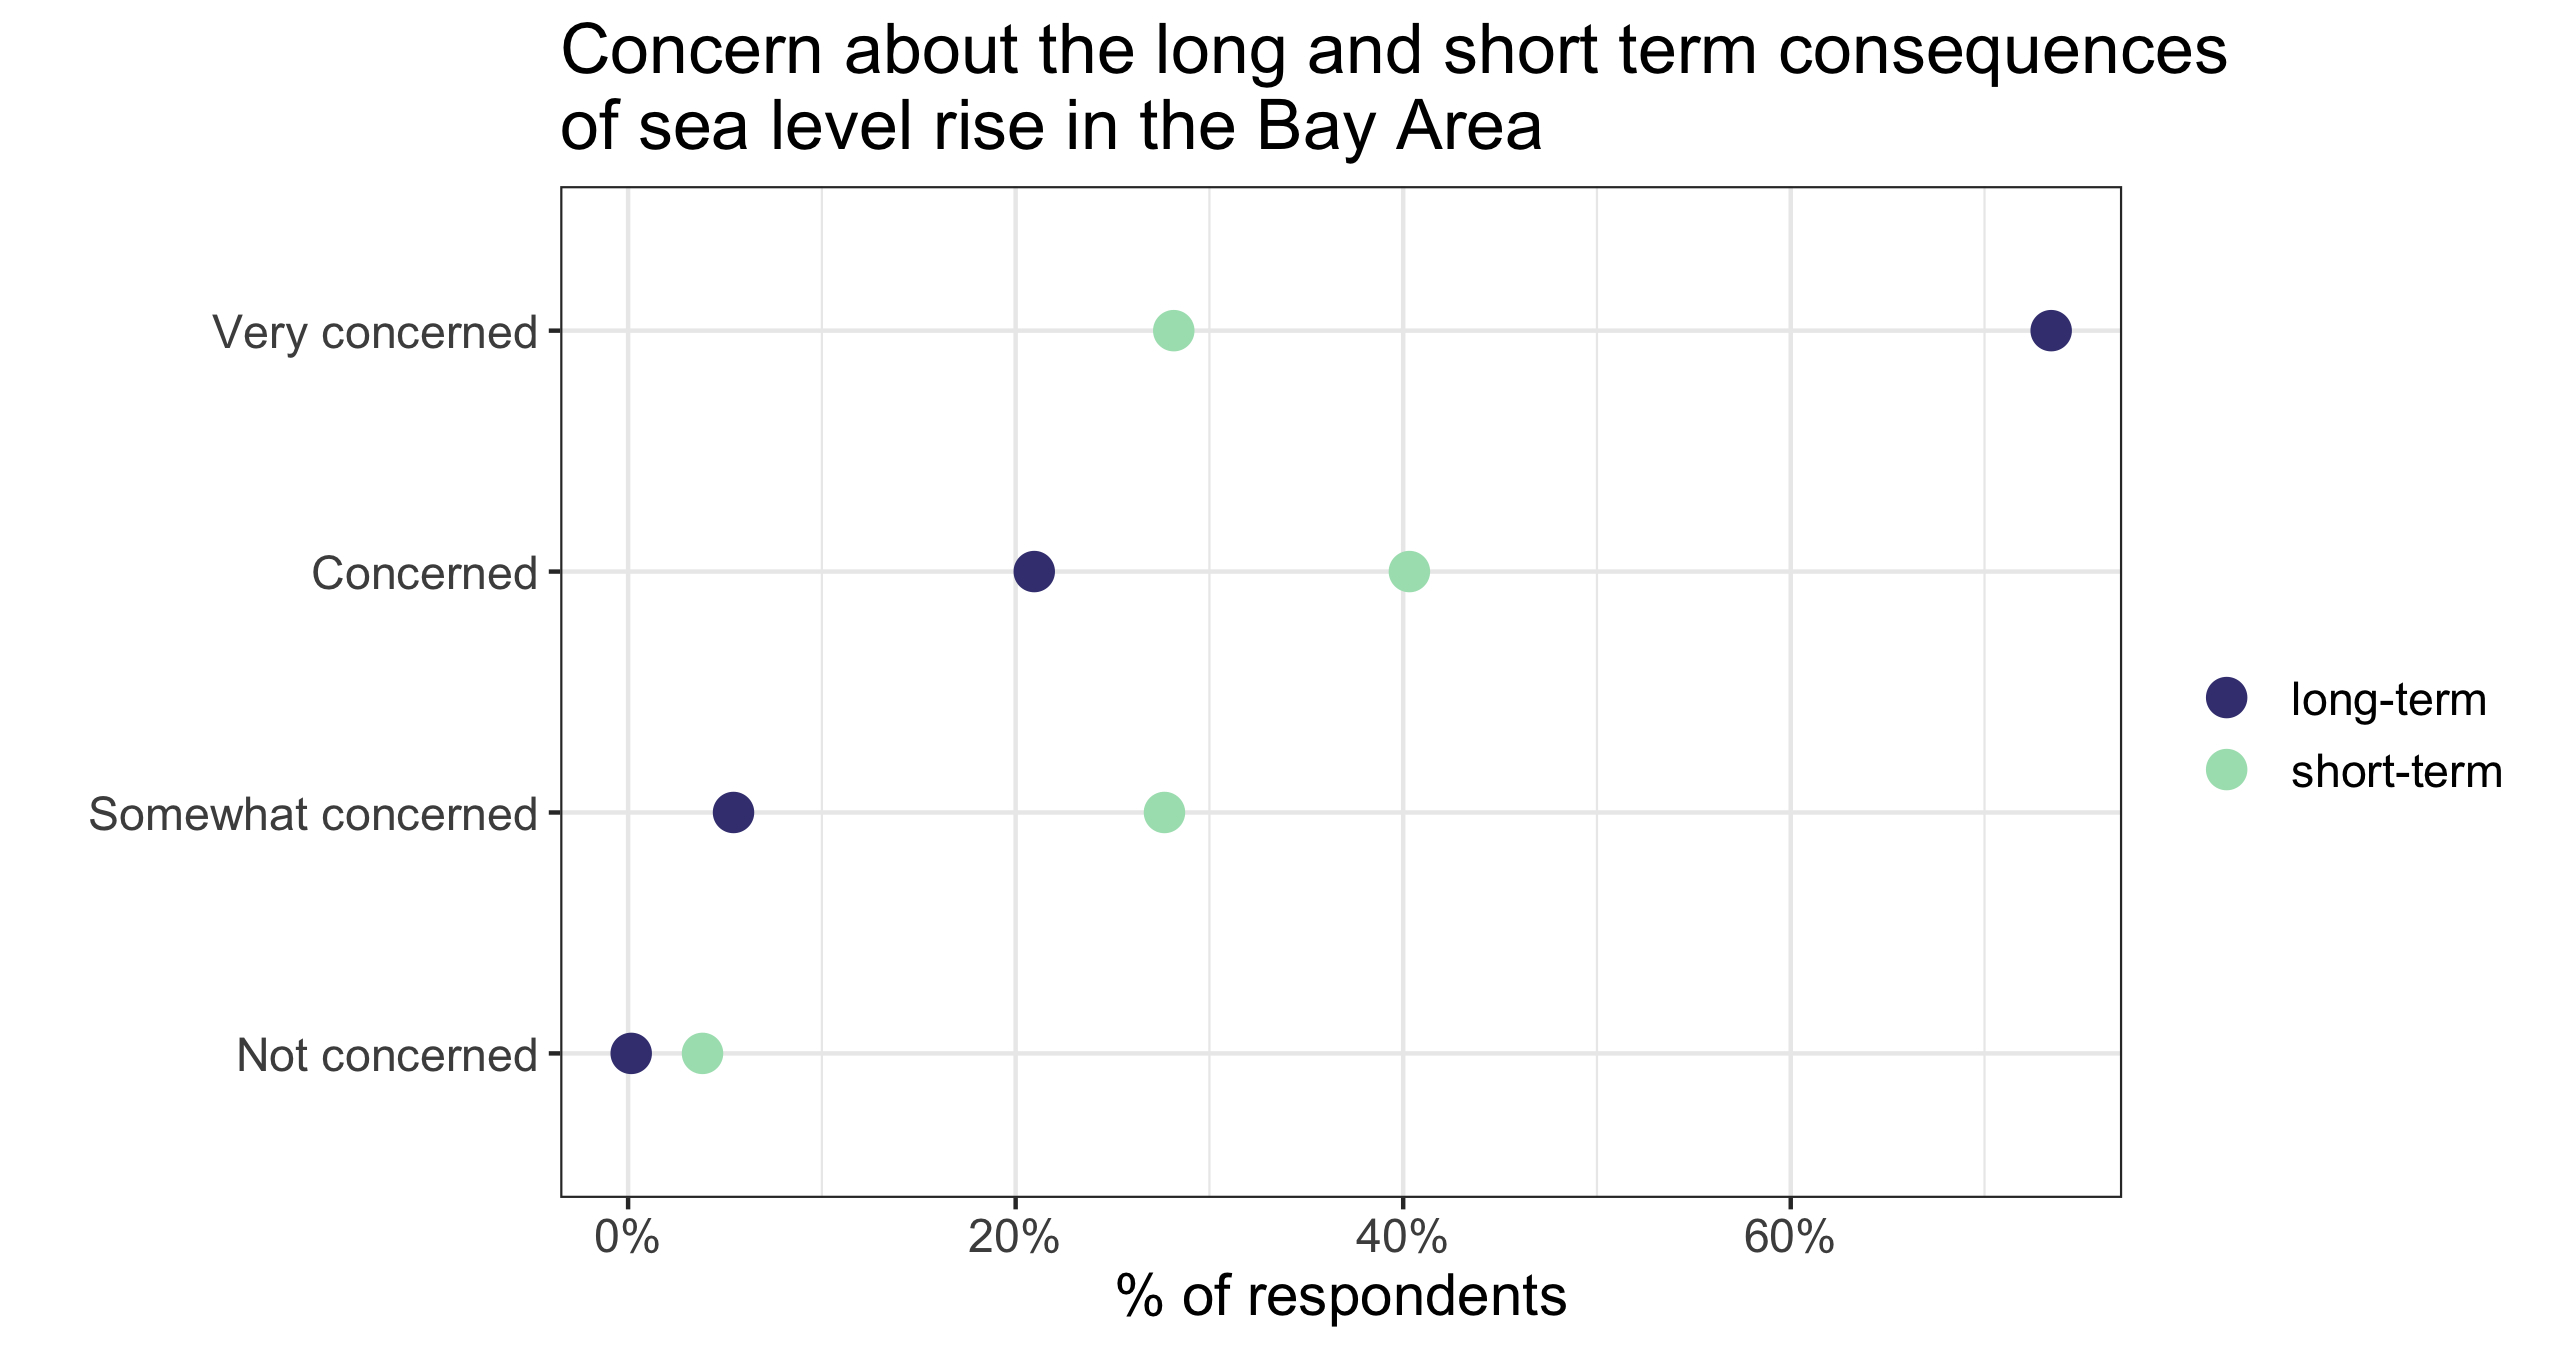 Concern about the long and short term consequences
of sea level rise in the Bay Area
Very concerned
Concerned
Somewhat concerned
Not concerned
0%
20%
40%
60%
% of respondents
long-term
short-term